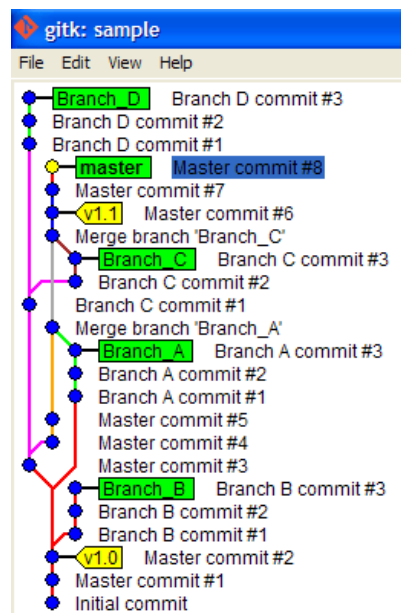 gitk: sample
File Edit View Help
Branch_D Branch D commit #3
Branch D commit #2
Branch D commit #1
master Master commit #8
Master commit #7
v1.1 Master commit #6
Merge branch 'Branch_C'
Branch_C Branch C commit #3
Branch C commit #2
Branch C commit #1
Merge branch 'Branch_A'
Branch_A Branch A commit #3
Branch A commit #2
Branch A commit #1
Master commit #5
Master commit #4
Master commit #3
Branch_B Branch B commit #3
Branch B commit #2
Branch B commit #1
v1.0 Master commit #2
Master commit #1
Initial commit